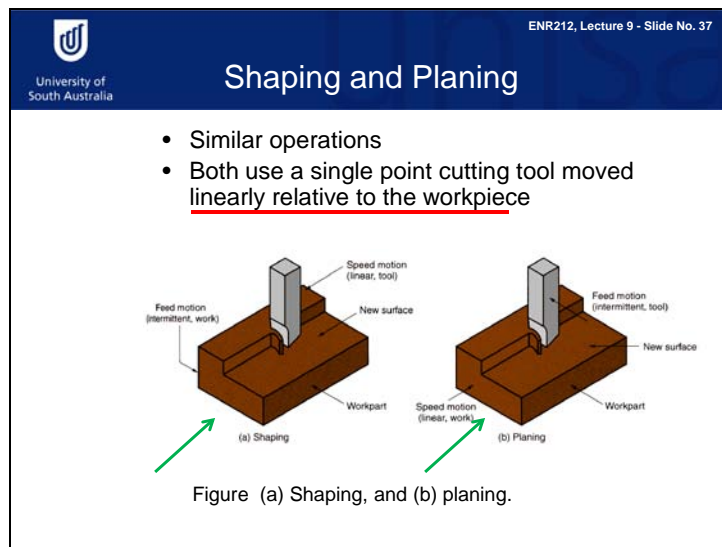 ENR212, Lecture 9 - Slide No. 37
University of
South Australia
Shaping and Planing
• Similar operations
• Both use a single point cutting tool moved
linearly relative to the workpiece
Speed motion
(linear, tool)
Feed motion
(intermittent, work)
New surface
Workpart
(a) Shaping
Feed motion
(intermittent, tool)
New surface
Speed motion
(linear, work)
Workpart
(b) Planing
Figure (a) Shaping, and (b) planing.